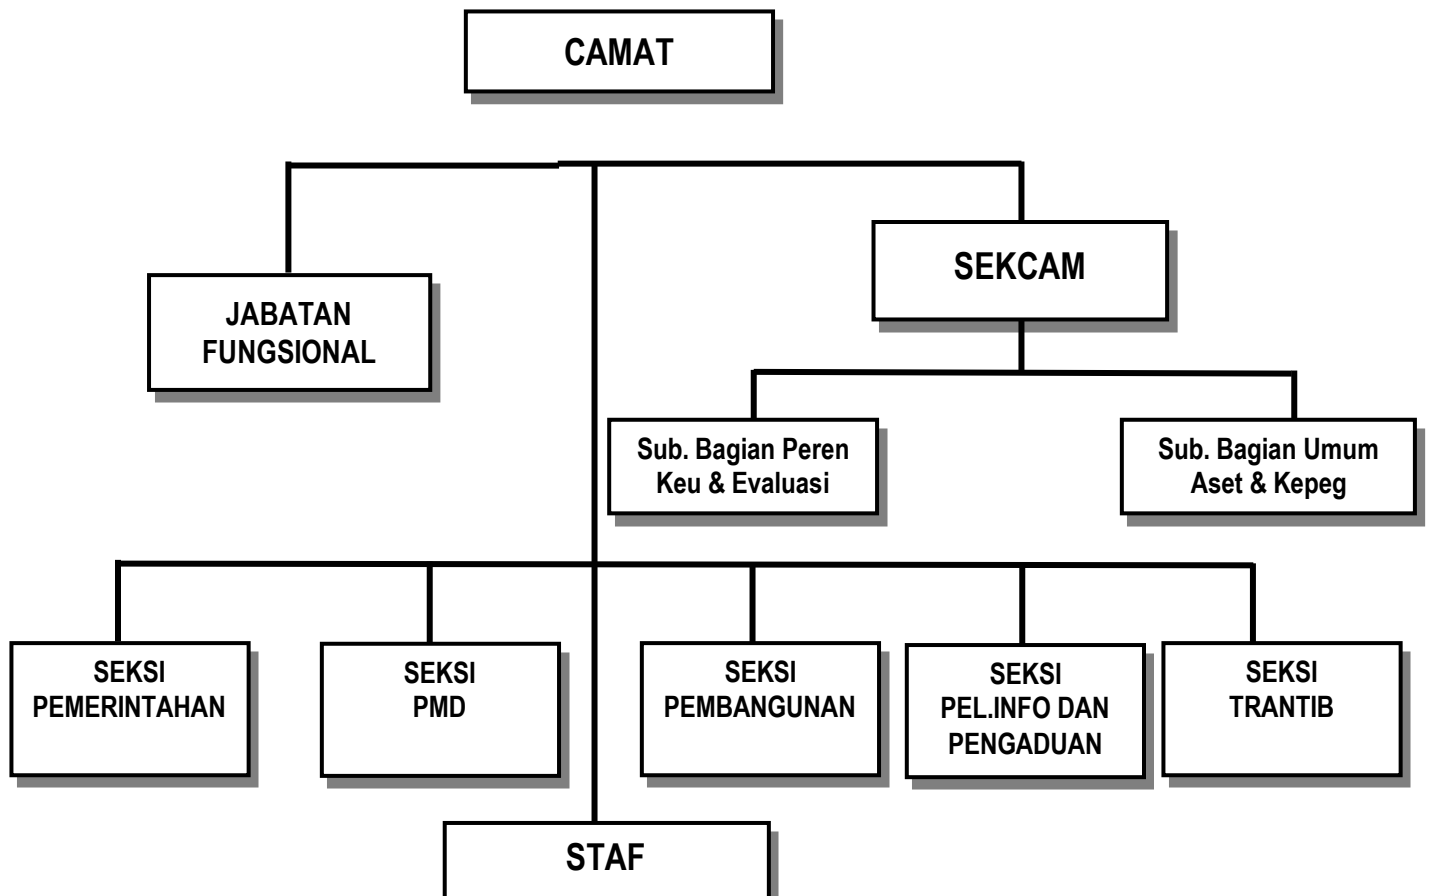 CAMAT
SEKCAM
JABATAN
FUNGSIONAL
Sub. Bagian Peren
Keu & Evaluasi
Sub. Bagian Umum
Aset & Kepeg
SEKSI
PEMERINTAHAN
SEKSI
PMD
SEKSI
PEMBANGUNAN
SEKSI
PEL.INFO DAN
PENGADUAN
SEKSI
TRANTIB
STAF